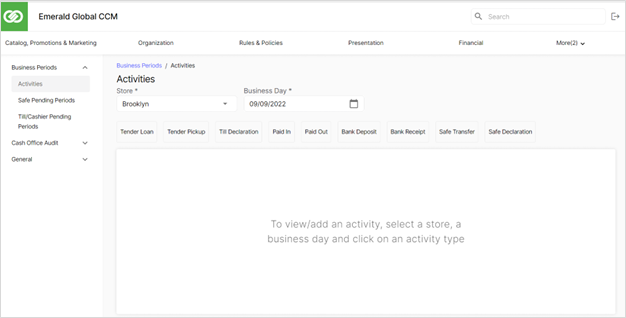 Emerald Global CCM
Search
Catalog, Promotions & Marketing
Organization
Rules & Policies
Presentation
Financial
More(2)
Business Periods
Activities
Safe Pending Periods
Till/Cashier Pending
Periods
Cash Office Audit
General
Business Periods / Activities
Activities
Store *
Business Day *
Brooklyn
09/09/2022
Tender Loan
Tender Pickup
Till Declaration
Paid In
Paid Out
Bank Deposit
Bank Receipt
Safe Transfer
Safe Declaration
To view/add an activity, select a store, a
business day and click on an activity type